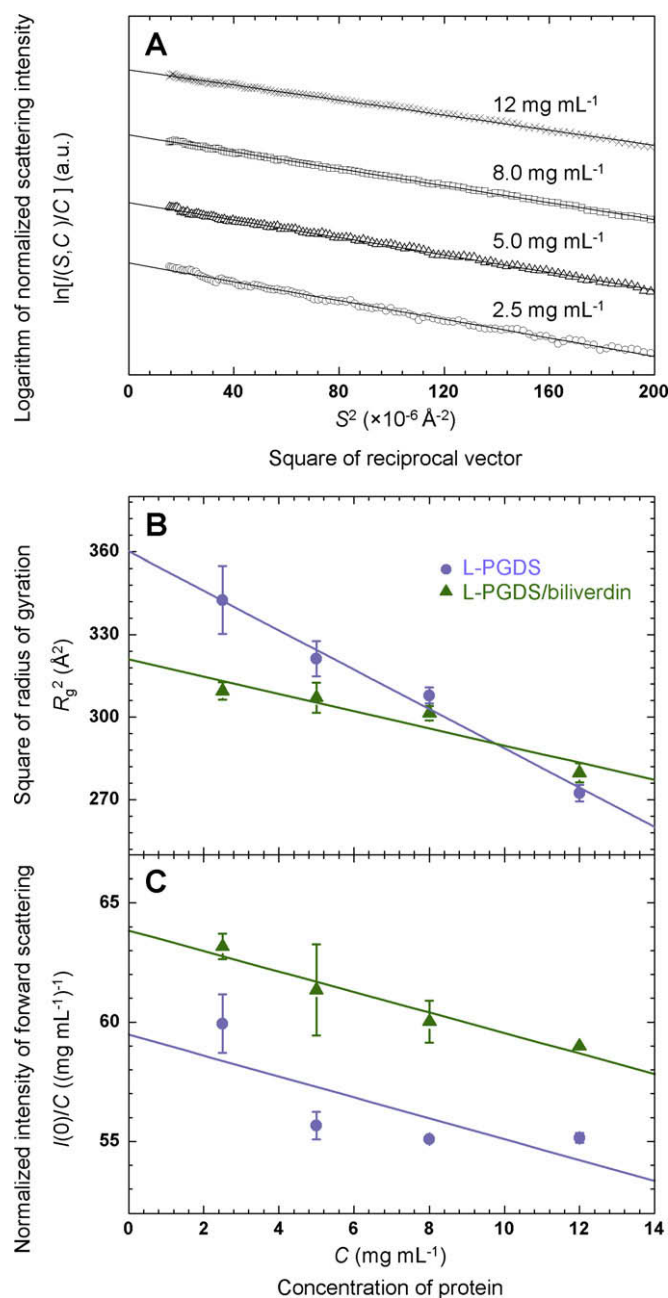 A
Logarithm of normalized scattering intensity
ln[I(S,C)/C ] (a.u.)
12 mg mL⁻¹
8.0 mg mL⁻¹
5.0 mg mL⁻¹
2.5 mg mL⁻¹
0 40 80 120 160 200
S² (×10⁻⁶ Å⁻²)
Square of reciprocal vector
B
Square of radius of gyration
Rg² (Å²)
360
330
300
270
L-PGDS
L-PGDS/biliverdin
C
Normalized intensity of forward scattering
I(0)/C ((mg mL⁻¹)⁻¹)
65
60
55
0 2 4 6 8 10 12 14
C (mg mL⁻¹)
Concentration of protein